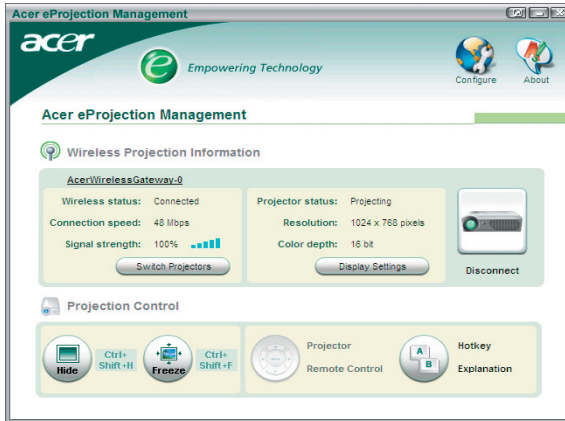 Acer eProjection Management
acer
e Empowering Technology
Configure
About
Acer eProjection Management
Wireless Projection Information
AcerWirelessGateway-0
Wireless status: Connected
Connection speed: 48 Mbps
Signal strength: 100%
Switch Projectors
Projector status: Projecting
Resolution: 1024 x 768 pixels
Color depth: 16 bit
Display Settings
Disconnect
Projection Control
Hide
Ctrl+
Shift+H
Freeze
Ctrl+
Shift+F
Projector
Remote Control
A
B
Hotkey
Explanation